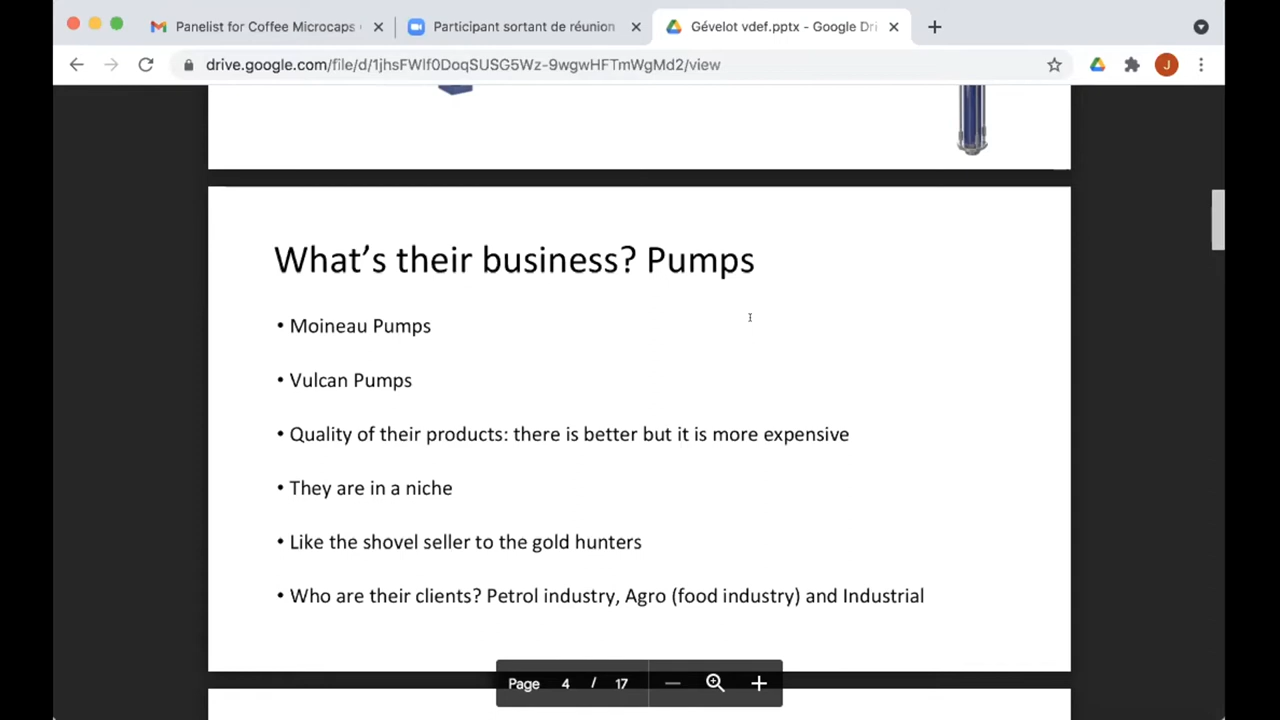 Panelist for Coffee Microcaps
Participant sortant de réunion
Gévelot vdef.pptx - Google Dri
drive.google.com/file/d/1jhsFWlf0DoqSUSG5Wz-9wgwHFTmWgMd2/view
J
What's their business? Pumps
• Moineau Pumps
• Vulcan Pumps
• Quality of their products: there is better but it is more expensive
• They are in a niche
• Like the shovel seller to the gold hunters
• Who are their clients? Petrol industry, Agro (food industry) and Industrial
Page 4 / 17